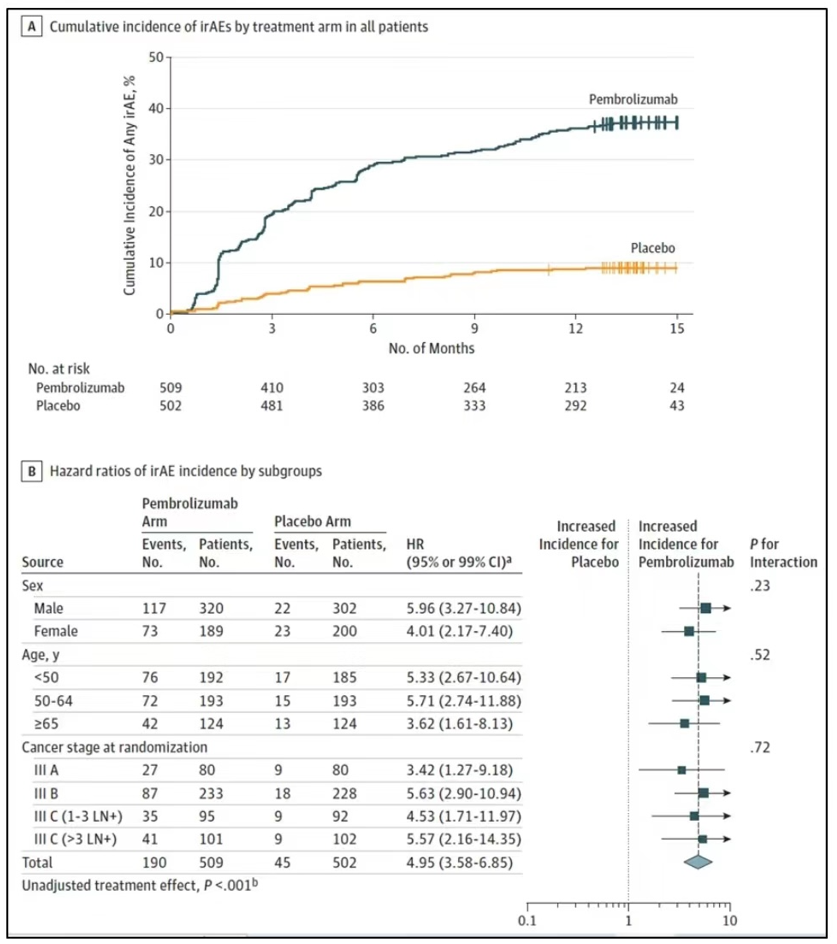 A Cumulative incidence of irAEs by treatment arm in all patients
Cumulative Incidence of Any irAE, %
50
40
30
20
10
0
Pembrolizumab
Placebo
0 3 6 9 12 15
No. of Months
No. at risk
Pembrolizumab 509 410 303 264 213 24
Placebo 502 481 386 333 292 43
B Hazard ratios of irAE incidence by subgroups
Source
Pembrolizumab Arm
Events, No.
Patients, No.
Placebo Arm
Events, No.
Patients, No.
HR (95% or 99% CI)a
Increased Incidence for Placebo
Increased Incidence for Pembrolizumab
P for Interaction
Sex .23
Male 117 320 22 302 5.96 (3.27-10.84)
Female 73 189 23 200 4.01 (2.17-7.40)
Age, y .52
<50 76 192 17 185 5.33 (2.67-10.64)
50-64 72 193 15 193 5.71 (2.74-11.88)
≥65 42 124 13 124 3.62 (1.61-8.13)
Cancer stage at randomization .72
III A 27 80 9 80 3.42 (1.27-9.18)
III B 87 233 18 228 5.63 (2.90-10.94)
III C (1-3 LN+) 35 95 9 92 4.53 (1.71-11.97)
III C (>3 LN+) 41 101 9 102 5.57 (2.16-14.35)
Total 190 509 45 502 4.95 (3.58-6.85)
Unadjusted treatment effect, P <.001b
0.1 1 10